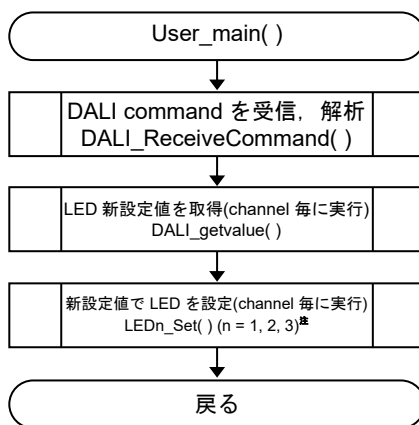 User_main( )
DALI command を受信，解析
DALI_ReceiveCommand( )
LED 新設定値を取得(channel 毎に実行)
DALI_getvalue( )
新設定値で LED を設定(channel 毎に実行)
LEDn_Set( ) (n = 1, 2, 3)注
戻る